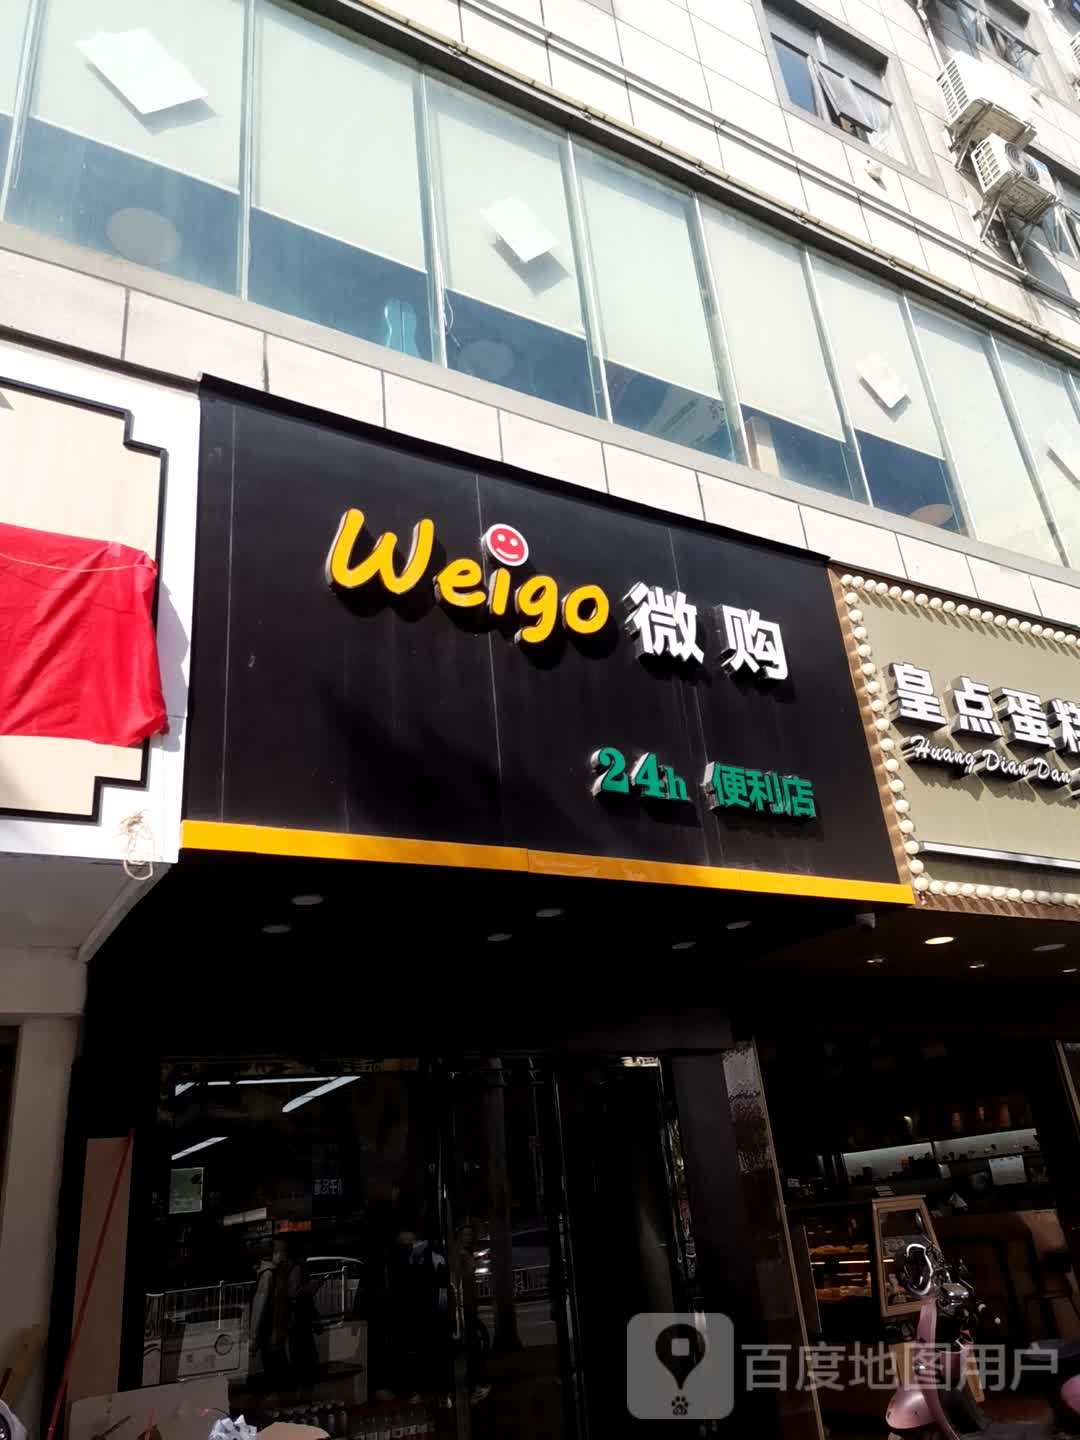 Weigo 微购
24h 便利店
皇点蛋糕
Huang Dian Dan
百度地图用户